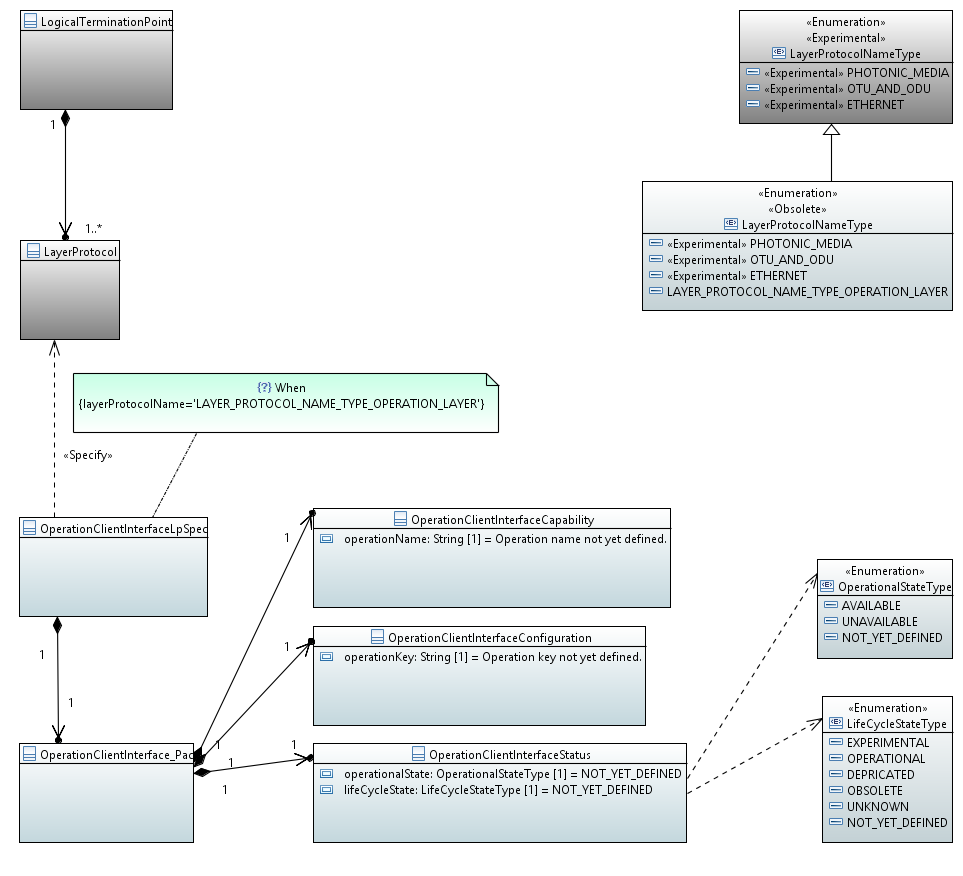 LogicalTerminationPoint
1
1..*
LayerProtocol
«Enumeration»
«Experimental»
LayerProtocolNameType
«Experimental» PHOTONIC_MEDIA
«Experimental» OTU_AND_ODU
«Experimental» ETHERNET
«Enumeration»
«Obsolete»
LayerProtocolNameType
«Experimental» PHOTONIC_MEDIA
«Experimental» OTU_AND_ODU
«Experimental» ETHERNET
LAYER_PROTOCOL_NAME_TYPE_OPERATION_LAYER
{?} When
{layerProtocolName='LAYER_PROTOCOL_NAME_TYPE_OPERATION_LAYER'}
«Specify»
OperationClientInterfaceLpSpec
1
1
OperationClientInterface_Pac
1
1
1
1
1
1
OperationClientInterfaceCapability
operationName: String [1] = Operation name not yet defined.
OperationClientInterfaceConfiguration
operationKey: String [1] = Operation key not yet defined.
OperationClientInterfaceStatus
operationalState: OperationalStateType [1] = NOT_YET_DEFINED
lifeCycleState: LifeCycleStateType [1] = NOT_YET_DEFINED
«Enumeration»
OperationalStateType
AVAILABLE
UNAVAILABLE
NOT_YET_DEFINED
«Enumeration»
LifeCycleStateType
EXPERIMENTAL
OPERATIONAL
DEPRICATED
OBSOLETE
UNKNOWN
NOT_YET_DEFINED